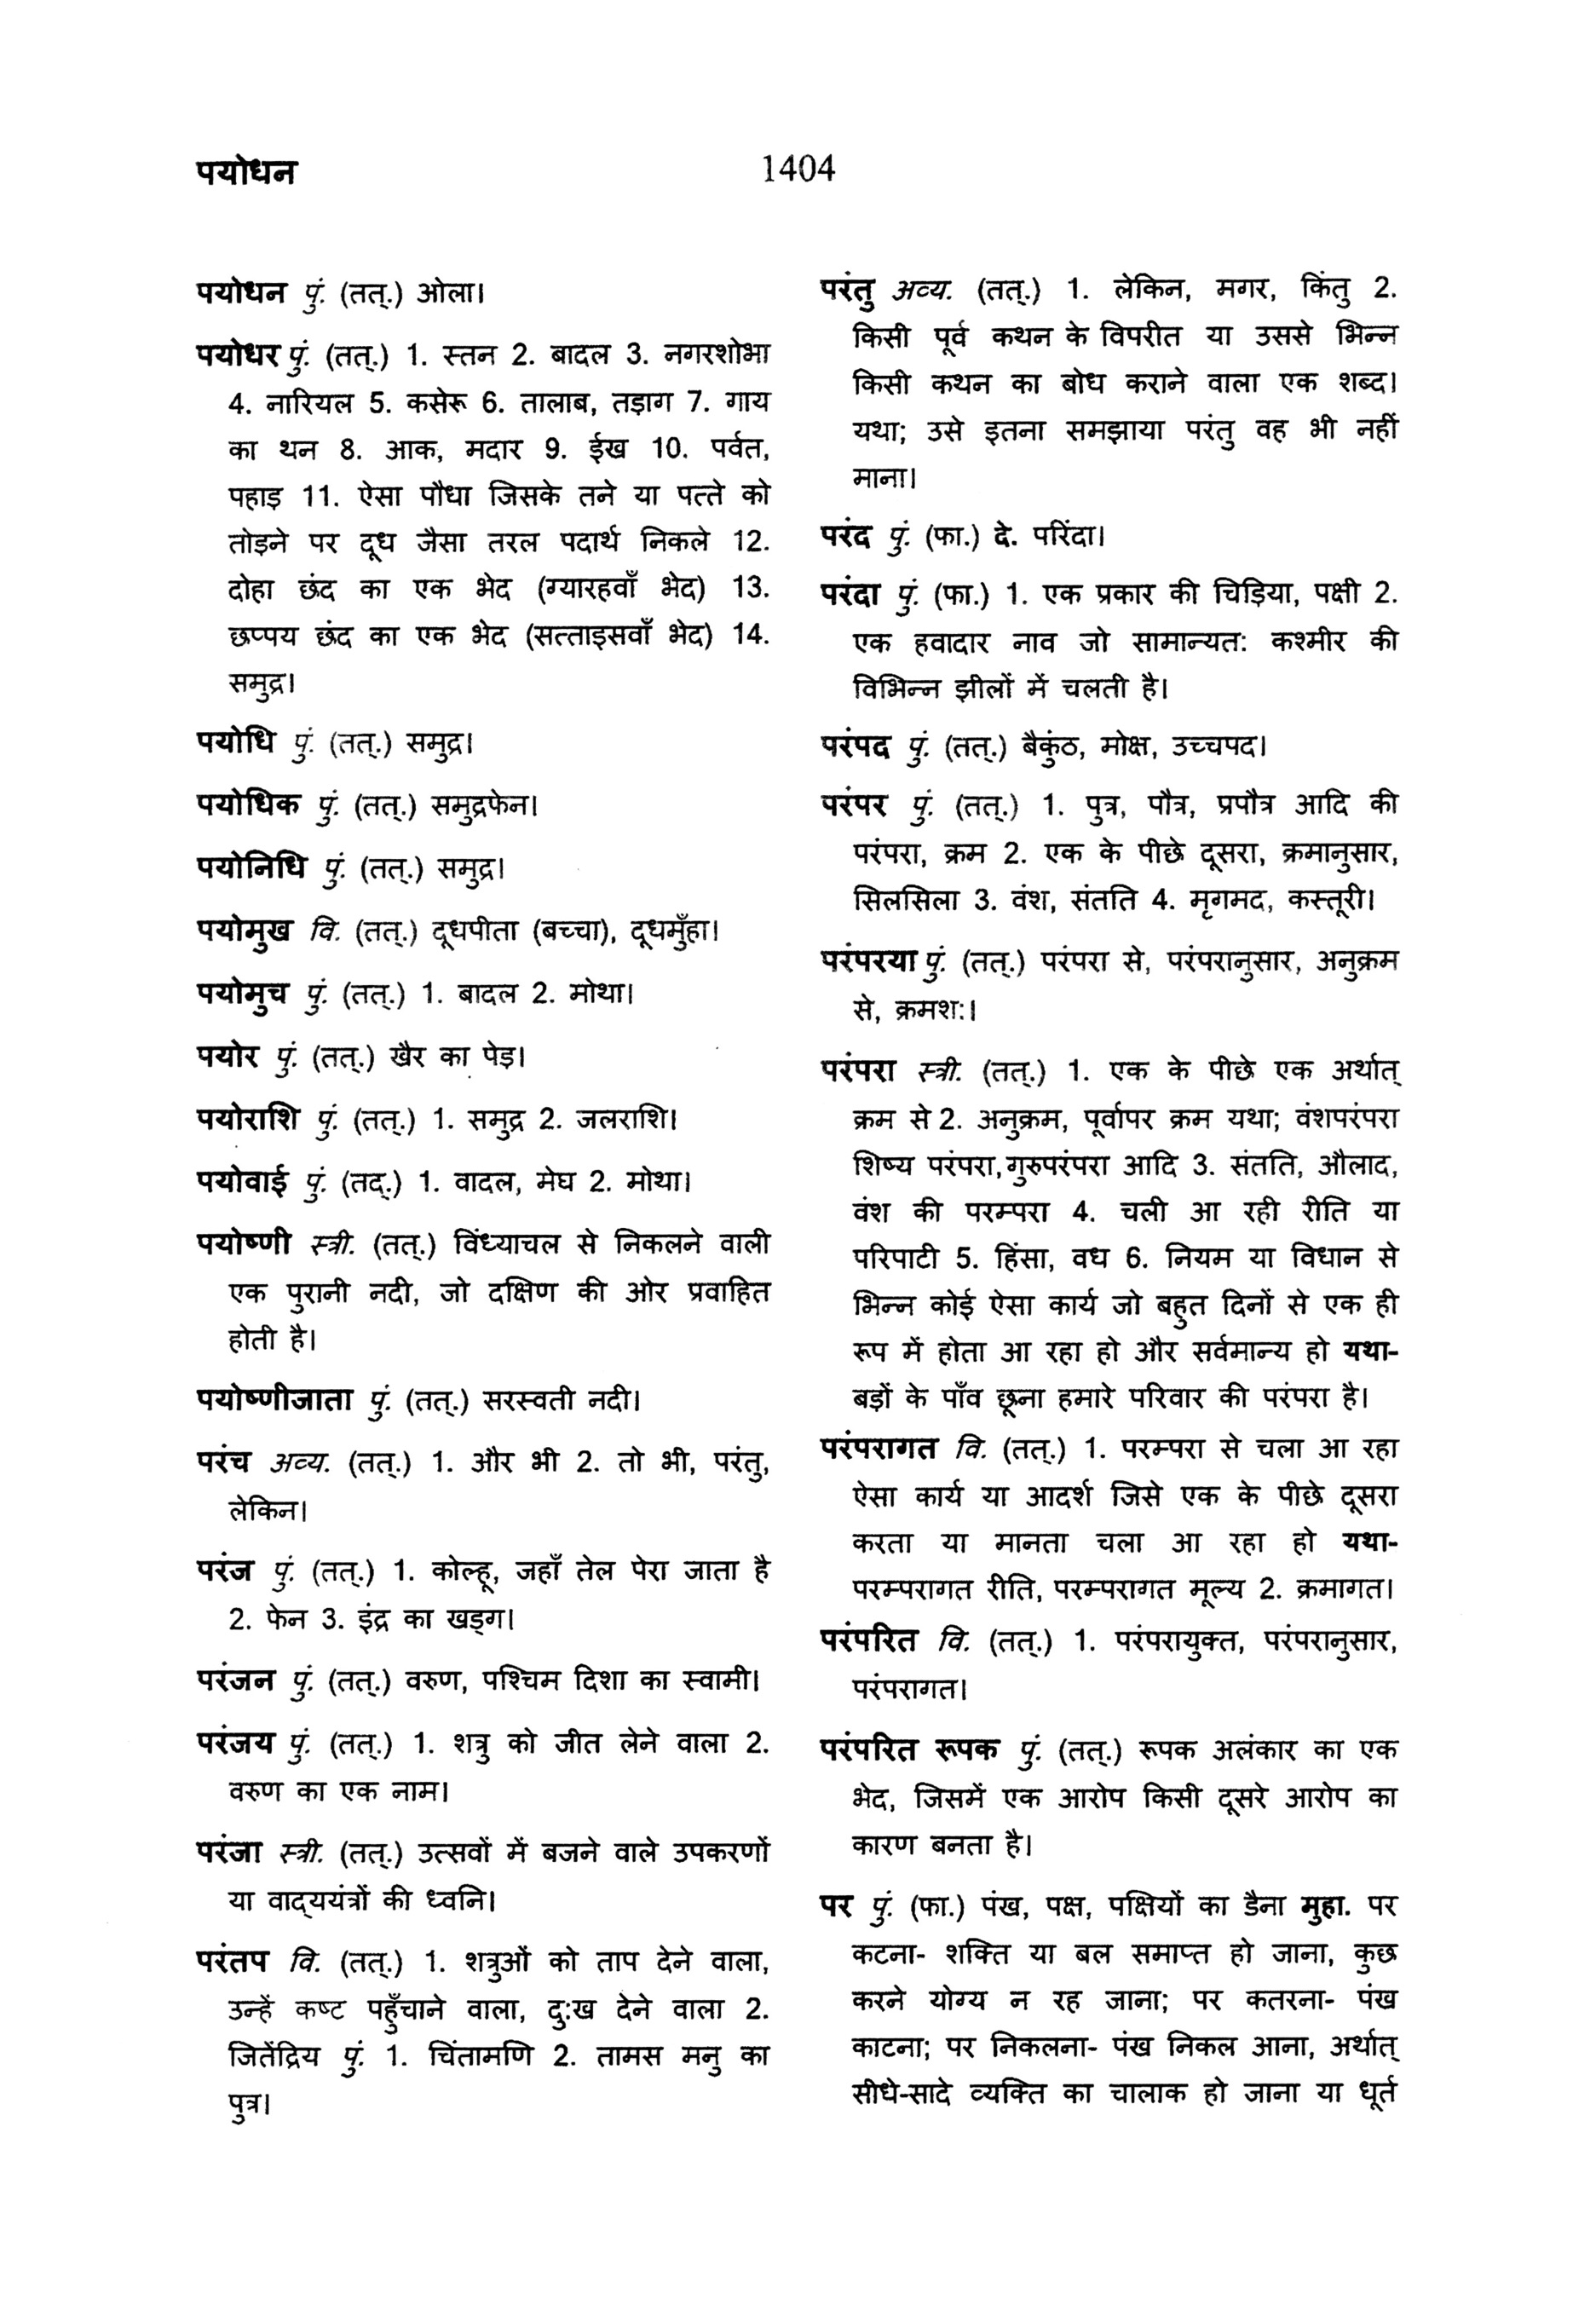 पयोधन
1404
पयोधन पुं. (तत्.) ओला।
पयोधर पुं. (तत्.) 1. स्तन 2. बादल 3. नगरशोभा
4. नारियल 5. कसेरू 6. तालाब, तड़ाग 7. गाय
का थन 8. आक, मदार 9. ईख 10. पर्वत,
पहाड़ 11. ऐसा पौधा जिसके तने या पत्ते को
तोड़ने पर दूध जैसा तरल पदार्थ निकले 12.
दोहा छंद का एक भेद (ग्यारहवाँ भेद) 13.
छप्पय छंद का एक भेद (सत्ताइसवाँ भेद) 14.
समुद्र।
पयोधि पुं. (तत्.) समुद्र।
पयोधिक पुं. (तत्.) समुद्रफेन।
पयोनिधि पुं. (तत्.) समुद्र।
पयोमुख वि. (तत्.) दूधपीता (बच्चा), दूधमुँहा।
पयोमुच पुं. (तत्.) 1. बादल 2. मोथा।
पयोर पुं. (तत्.) खैर का पेड़।
पयोराशि पुं. (तत्.) 1. समुद्र 2. जलराशि।
पयोवाई पुं. (तद्.) 1. वादल, मेघ 2. मोथा।
पयोष्णी स्त्री. (तत्.) विंध्याचल से निकलने वाली
एक पुरानी नदी, जो दक्षिण की ओर प्रवाहित
होती है।
पयोष्णीजाता पुं. (तत्.) सरस्वती नदी।
परंच अव्य. (तत्.) 1. और भी 2. तो भी, परंतु,
लेकिन।
परंज पुं. (तत्.) 1. कोल्हू, जहाँ तेल पेरा जाता है
2. फेन 3. इंद्र का खड्ग।
परंजन पुं. (तत्.) वरुण, पश्चिम दिशा का स्वामी।
परंजय पुं. (तत्.) 1. शत्रु को जीत लेने वाला 2.
वरुण का एक नाम।
परंजा स्त्री. (तत्.) उत्सवों में बजने वाले उपकरणों
या वाद्ययंत्रों की ध्वनि।
परंतप वि. (तत्.) 1. शत्रुओं को ताप देने वाला,
उन्हें कष्ट पहुँचाने वाला, दु:ख देने वाला 2.
जितेंद्रिय पुं. 1. चिंतामणि 2. तामस मनु का
पुत्र।
परंतु अव्य. (तत्.) 1. लेकिन, मगर, किंतु 2.
किसी पूर्व कथन के विपरीत या उससे भिन्न
किसी कथन का बोध कराने वाला एक शब्द।
यथा; उसे इतना समझाया परंतु वह भी नहीं
माना।
परंद पुं. (फा.) दे. परिंदा।
परंदा पुं. (फा.) 1. एक प्रकार की चिड़िया, पक्षी 2.
एक हवादार नाव जो सामान्यत: कश्मीर की
विभिन्न झीलों में चलती है।
परंपद पुं. (तत्.) बैकुंठ, मोक्ष, उच्चपद।
परंपर पुं. (तत्.) 1. पुत्र, पौत्र, प्रपौत्र आदि की
परंपरा, क्रम 2. एक के पीछे दूसरा, क्रमानुसार,
सिलसिला 3. वंश, संतति 4. मृगमद, कस्तूरी।
परंपरया पुं. (तत्.) परंपरा से, परंपरानुसार, अनुक्रम
से, क्रमश:।
परंपरा स्त्री. (तत्.) 1. एक के पीछे एक अर्थात्
क्रम से 2. अनुक्रम, पूर्वापर क्रम यथा; वंशपरंपरा
शिष्य परंपरा, गुरुपरंपरा आदि 3. संतति, औलाद,
वंश की परम्परा 4. चली आ रही रीति या
परिपाटी 5. हिंसा, वध 6. नियम या विधान से
भिन्न कोई ऐसा कार्य जो बहुत दिनों से एक ही
रूप में होता आ रहा हो और सर्वमान्य हो यथा-
बड़ों के पाँव छूना हमारे परिवार की परंपरा है।
परंपरागत वि. (तत्.) 1. परम्परा से चला आ रहा
ऐसा कार्य या आदर्श जिसे एक के पीछे दूसरा
करता या मानता चला आ रहा हो यथा-
परम्परागत रीति, परम्परागत मूल्य 2. क्रमागत।
परंपरित वि. (तत्.) 1. परंपरायुक्त, परंपरानुसार,
परंपरागत।
परंपरित रूपक पुं. (तत्.) रूपक अलंकार का एक
भेद, जिसमें एक आरोप किसी दूसरे आरोप का
कारण बनता है।
पर पुं. (फा.) पंख, पक्ष, पक्षियों का डैना मुहा. पर
कटना- शक्ति या बल समाप्त हो जाना, कुछ
करने योग्य न रह जाना; पर कतरना- पंख
काटना; पर निकलना- पंख निकल आना, अर्थात्
सीधे-सादे व्यक्ति का चालाक हो जाना या धूर्त